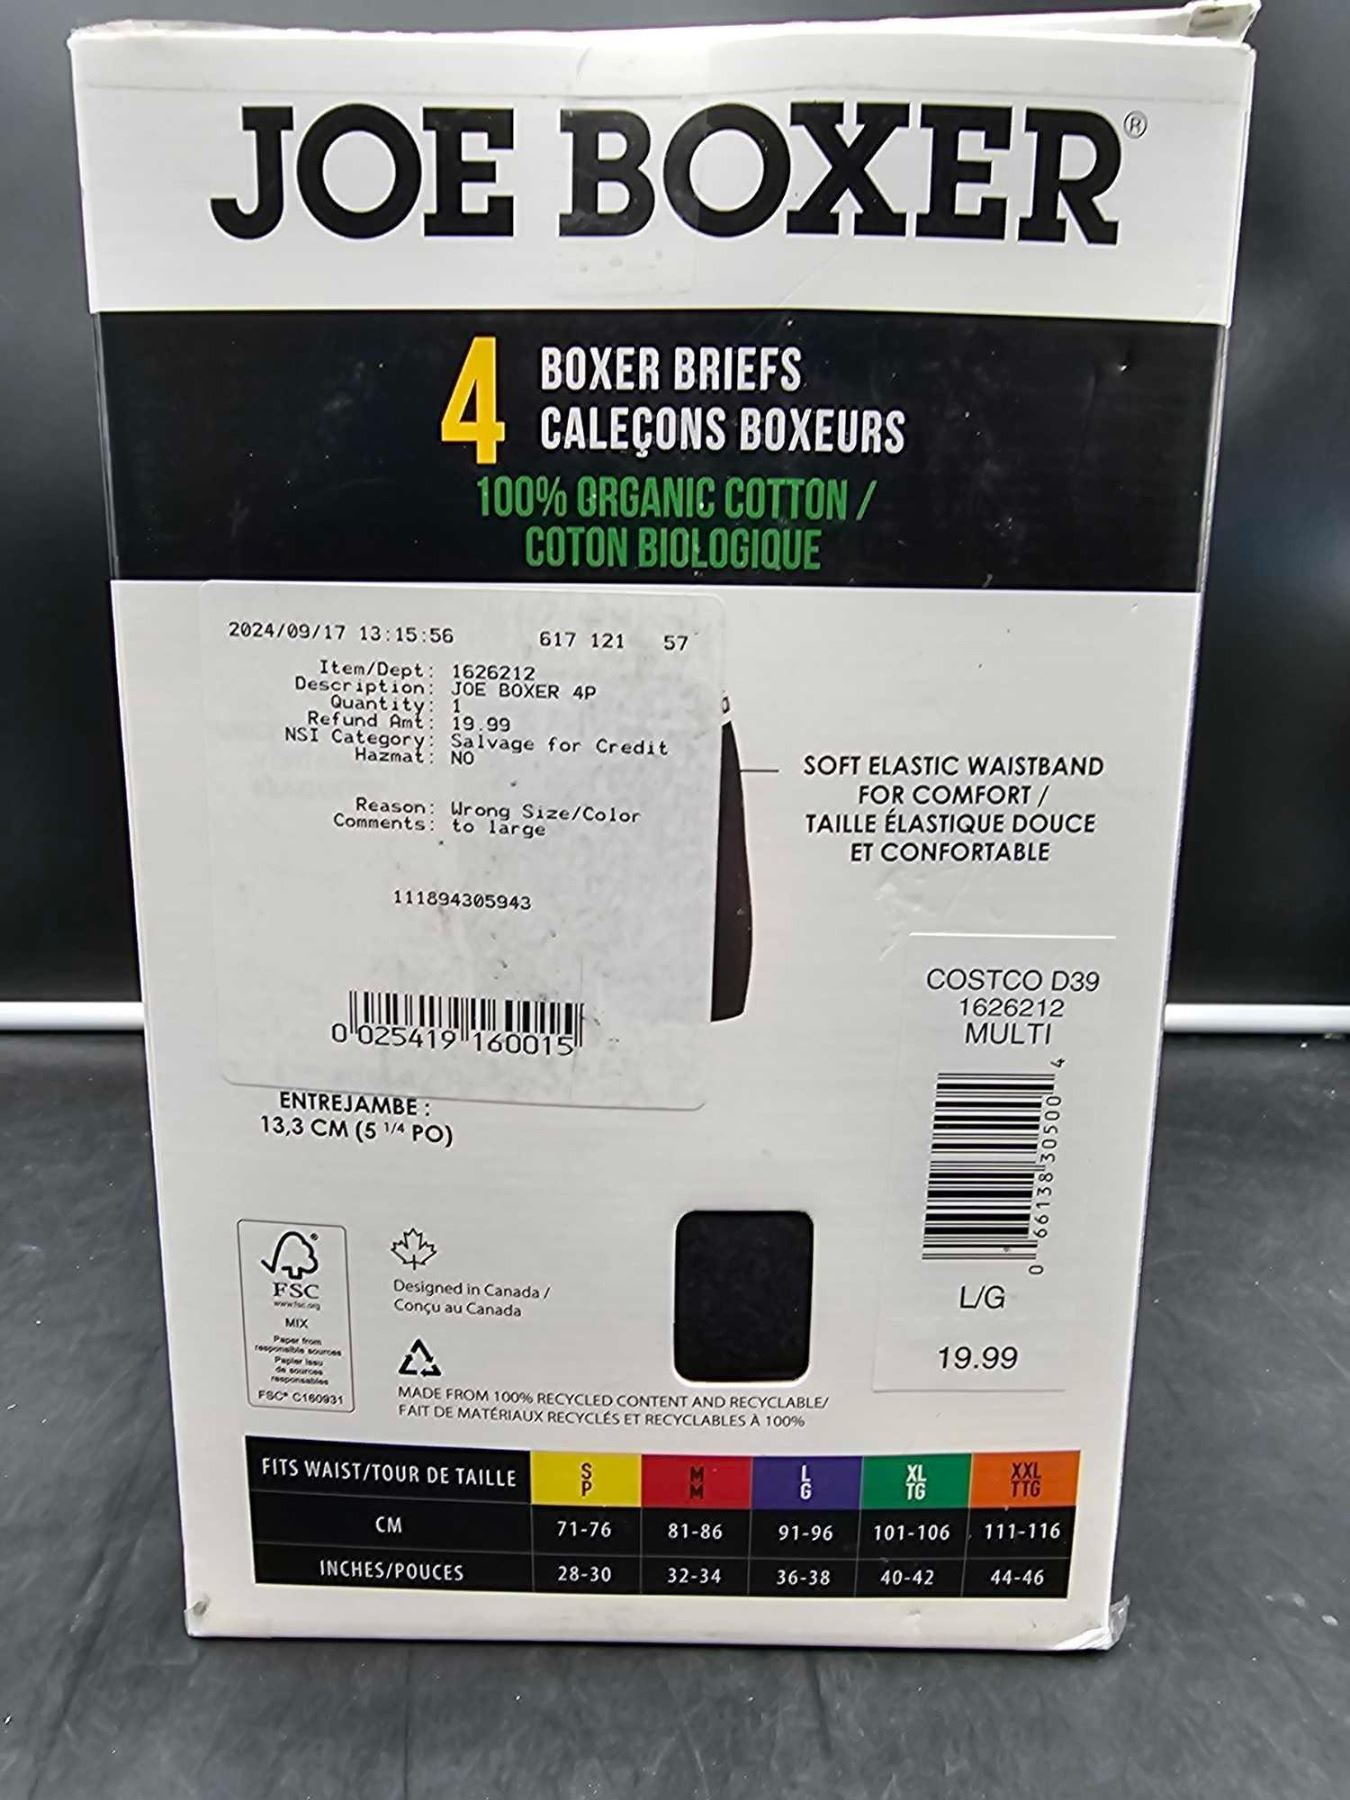 JOE BOXER®
4 BOXER BRIEFS
CALEÇONS BOXEURS
100% ORGANIC COTTON /
COTON BIOLOGIQUE
2024/09/17 13:15:56 617 121 57
Item/Dept: 1626212
Description: JOE BOXER 4P
Quantity: 1
Refund Amt: 19.99
NSI Category: Salvage for Credit
Hazmat: NO
Reason: Wrong Size/Color
Comments: to large
111894305943
0 025419 160015
SOFT ELASTIC WAISTBAND
FOR COMFORT /
TAILLE ÉLASTIQUE DOUCE
ET CONFORTABLE
COSTCO D39
1626212
MULTI
0 66138 30500 4
L/G
19.99
ENTREJAMBE :
13,3 CM (5 1/4 PO)
FSC
www.fsc.org
MIX
Paper from
responsible sources
Papier issu
de sources
responsables
FSC® C160931
Designed in Canada /
Conçu au Canada
MADE FROM 100% RECYCLED CONTENT AND RECYCLABLE/
FAIT DE MATÉRIAUX RECYCLÉS ET RECYCLABLES À 100%
FITS WAIST/TOUR DE TAILLE S P M M L G XL TG XXL TTG
CM 71-76 81-86 91-96 101-106 111-116
INCHES/POUCES 28-30 32-34 36-38 40-42 44-46